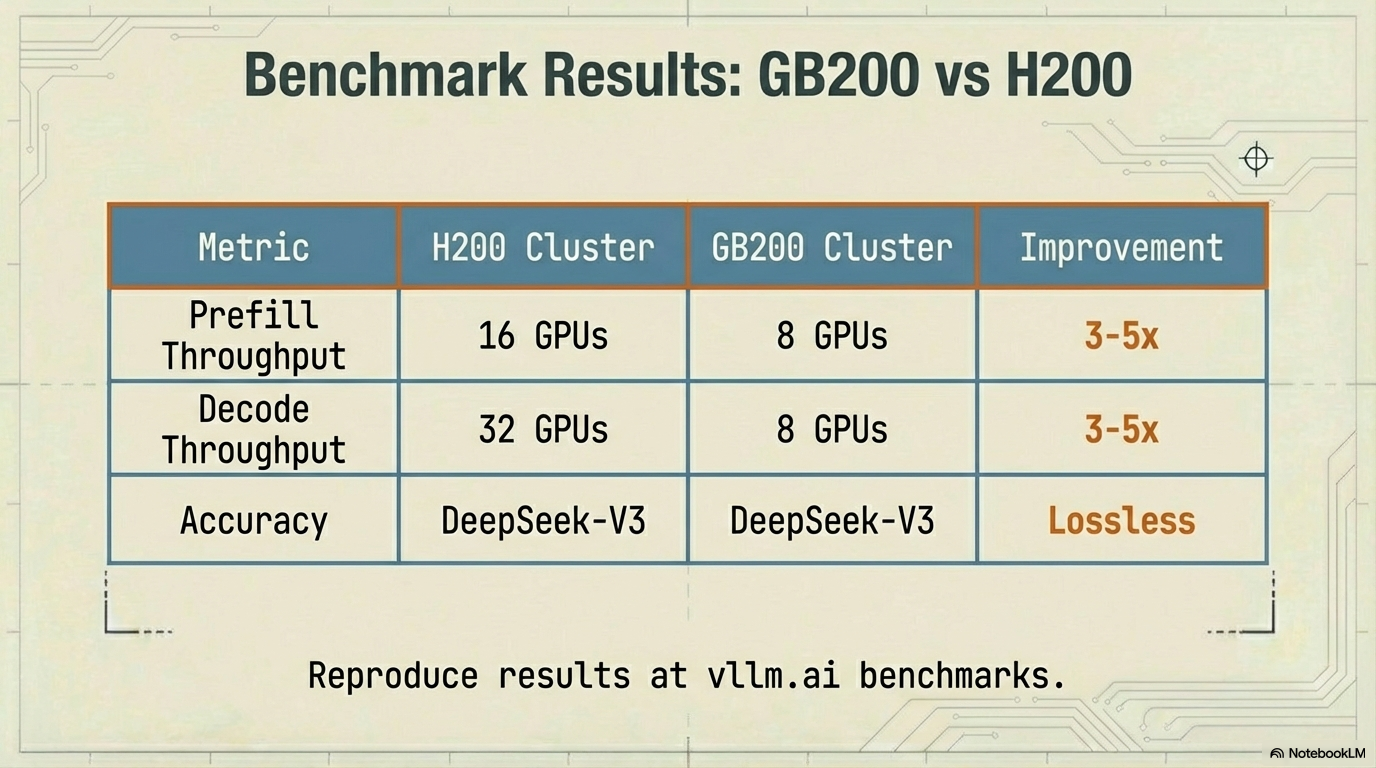 Benchmark Results: GB200 vs H200
Metric H200 Cluster GB200 Cluster Improvement
Prefill
Throughput
16 GPUs 8 GPUs 3-5x
Decode
Throughput
32 GPUs 8 GPUs 3-5x
Accuracy DeepSeek-V3 DeepSeek-V3 Lossless
Reproduce results at vllm.ai benchmarks.
NotebookLM